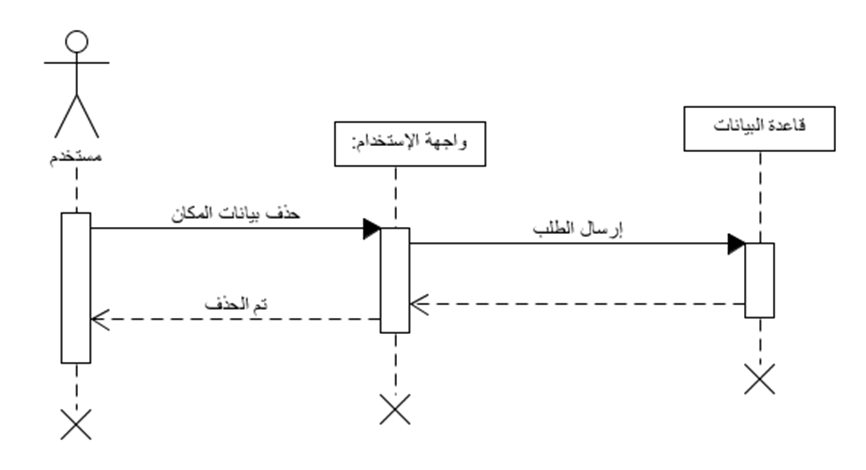 مستخدم
واجهة الإستخدام:
قاعدة البيانات
حذف بيانات المكان
إرسال الطلب
تم الحذف